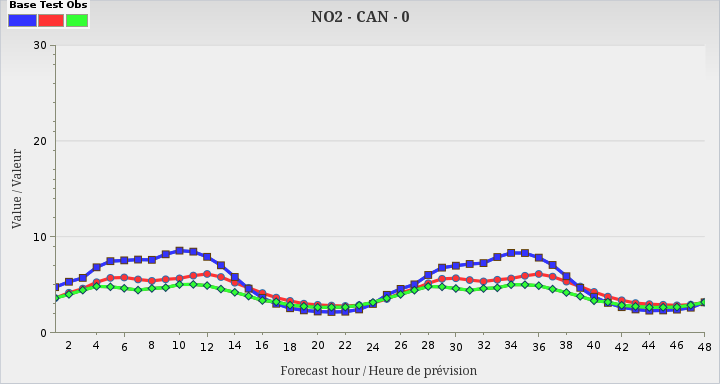 Base Test Obs
NO2 - CAN - 0
30
20
10
0
Value / Valeur
2 4 6 8 10 12 14 16 18 20 22 24 26 28 30 32 34 36 38 40 42 44 46 48
Forecast hour / Heure de prévision